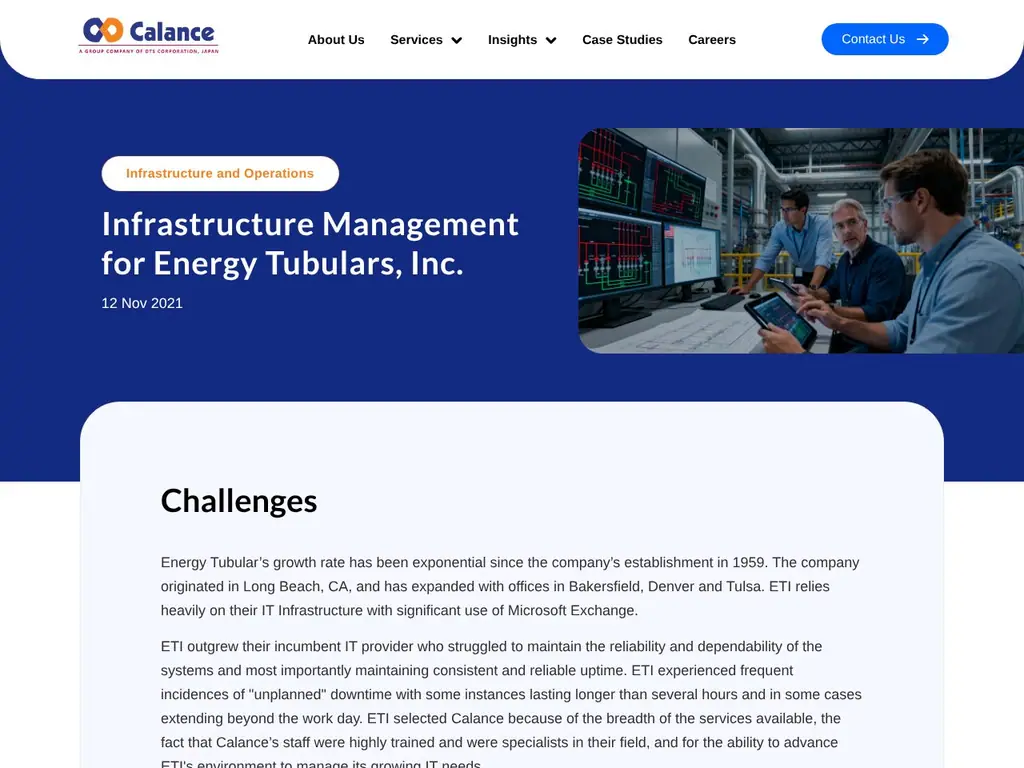 Calance
A GROUP COMPANY OF DTS CORPORATION, JAPAN
About Us
Services
Insights
Case Studies
Careers
Contact Us
Infrastructure and Operations
Infrastructure Management
for Energy Tubulars, Inc.
12 Nov 2021
Challenges
Energy Tubular’s growth rate has been exponential since the company’s establishment in 1959. The company
originated in Long Beach, CA, and has expanded with offices in Bakersfield, Denver and Tulsa. ETI relies
heavily on their IT Infrastructure with significant use of Microsoft Exchange.
ETI outgrew their incumbent IT provider who struggled to maintain the reliability and dependability of the
systems and most importantly maintaining consistent and reliable uptime. ETI experienced frequent
incidences of "unplanned" downtime with some instances lasting longer than several hours and in some cases
extending beyond the work day. ETI selected Calance because of the breadth of the services available, the
fact that Calance’s staff were highly trained and were specialists in their field, and for the ability to advance
ETI’s environment to manage its growing IT needs.